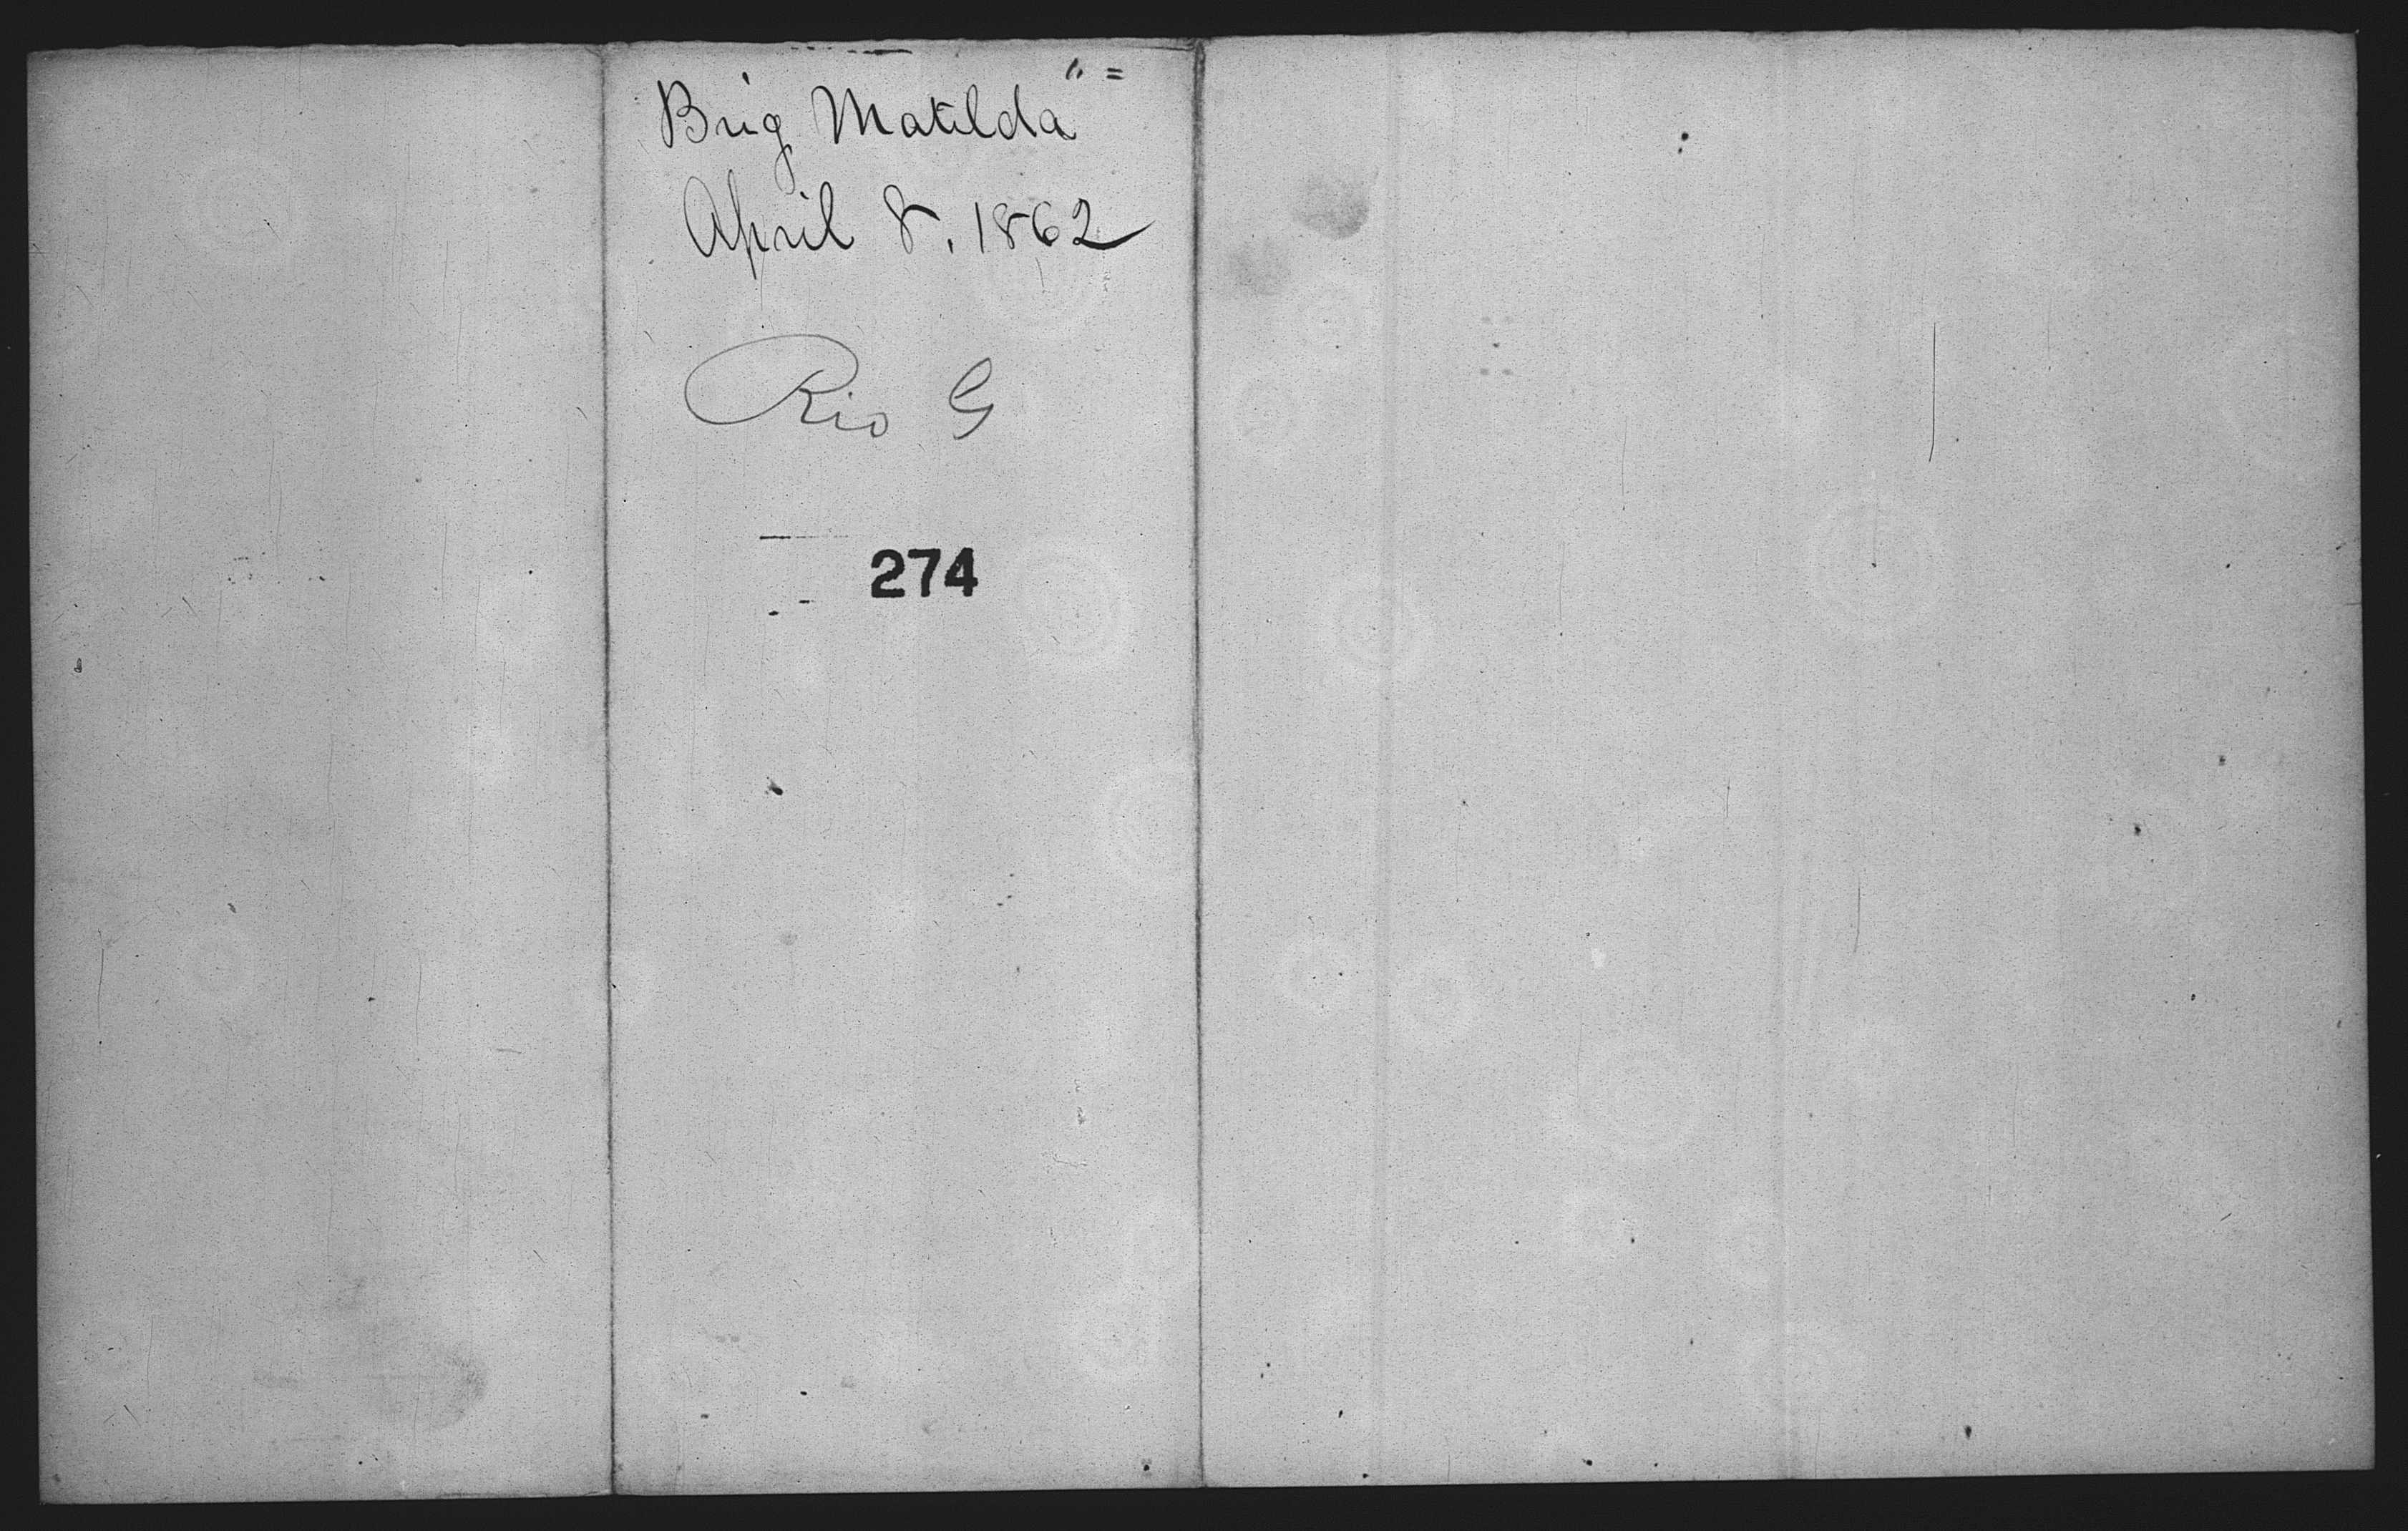 Brig Matilda"
April 8. 1862
Rio G
274